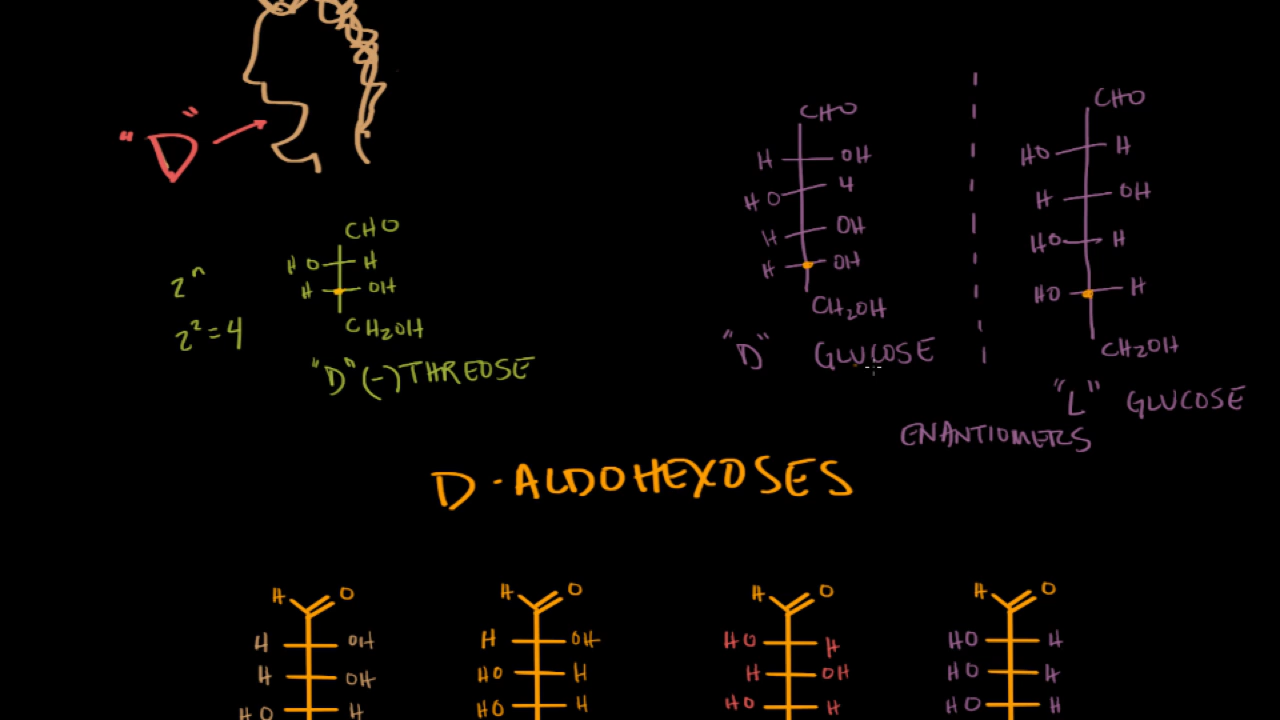 "D"
CHO
HO H
H OH
CH2OH
2^n
2^2=4
"D" (-) THREOSE
CHO
H OH
HO H
H OH
H OH
CH2OH
"D" GLUCOSE
CHO
HO H
H OH
HO H
HO H
CH2OH
"L" GLUCOSE
ENANTIOMERS
D-ALDOHEXOSES
H O
H OH
H OH
HO H
H O
H OH
HO H
HO H
H O
HO H
H OH
HO H
H O
HO H
HO H
HO H